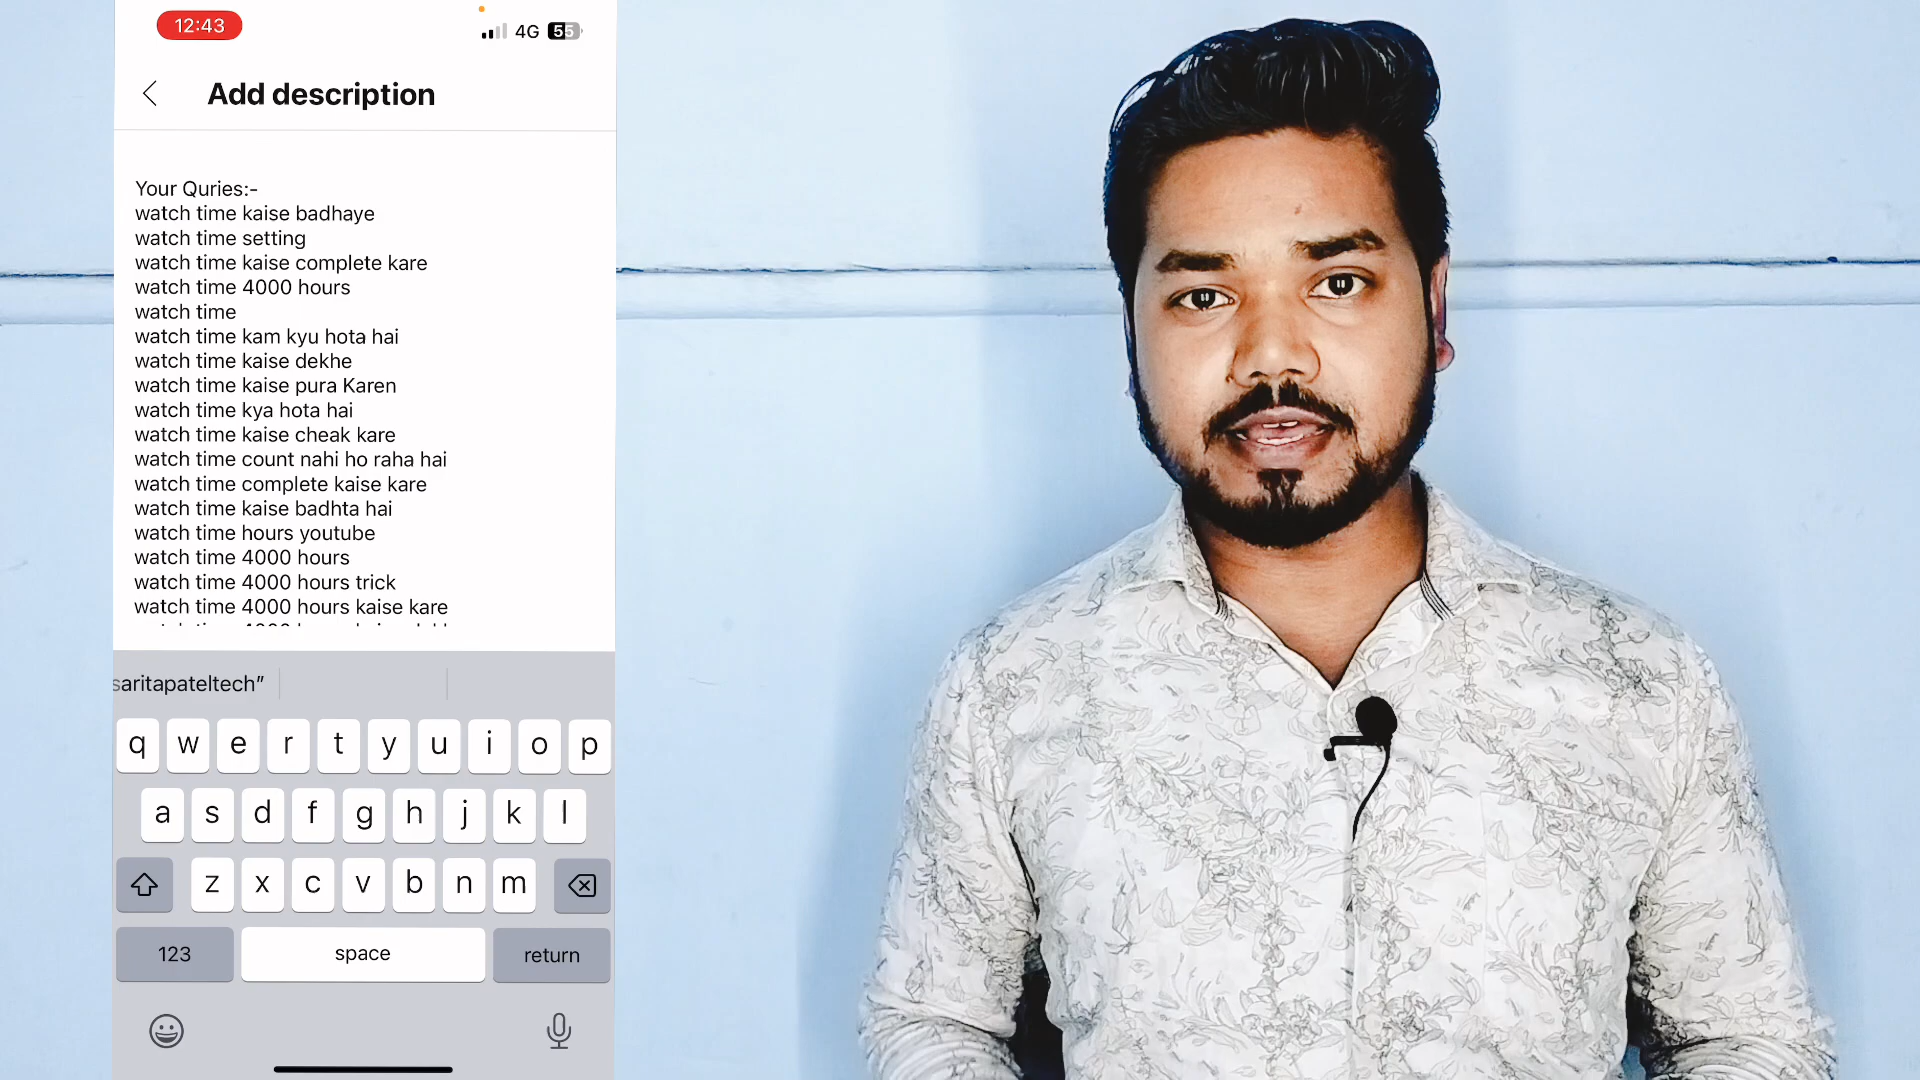 12:43
4G 55
Add description
Your Quries:-
watch time kaise badhaye
watch time setting
watch time kaise complete kare
watch time 4000 hours
watch time
watch time kam kyu hota hai
watch time kaise dekhe
watch time kaise pura Karen
watch time kya hota hai
watch time kaise cheak kare
watch time count nahi ho raha hai
watch time complete kaise kare
watch time kaise badhta hai
watch time hours youtube
watch time 4000 hours
watch time 4000 hours trick
watch time 4000 hours kaise kare
saritapateltech”
q w e r t y u i o p
a s d f g h j k l
z x c v b n m
123 space return